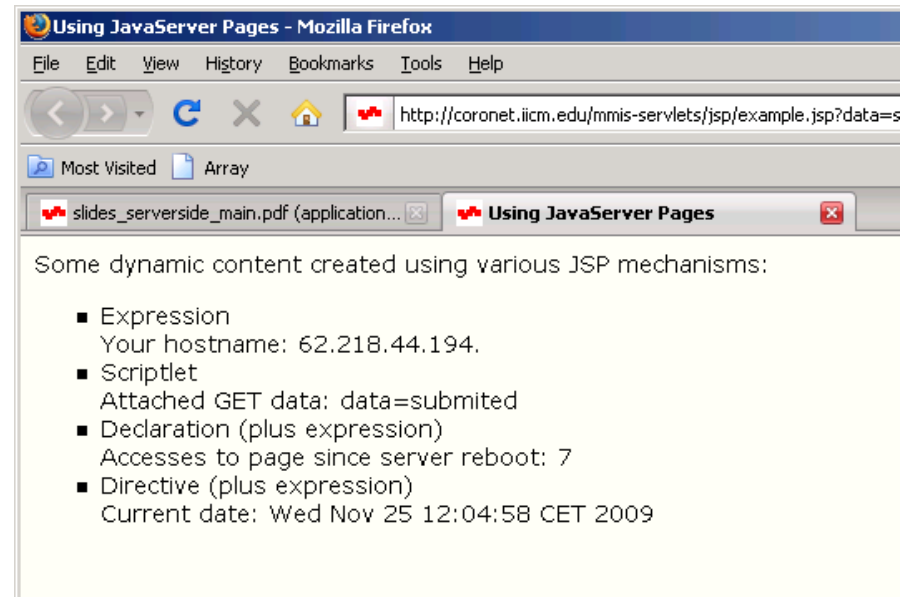 Using JavaServer Pages - Mozilla Firefox
File Edit View History Bookmarks Tools Help
http://coronet.iicm.edu/mmis-servlets/jsp/example.jsp?data=s
Most Visited Array
slides_serverside_main.pdf (application... Using JavaServer Pages
Some dynamic content created using various JSP mechanisms:
Expression
Your hostname: 62.218.44.194.
Scriptlet
Attached GET data: data=submited
Declaration (plus expression)
Accesses to page since server reboot: 7
Directive (plus expression)
Current date: Wed Nov 25 12:04:58 CET 2009